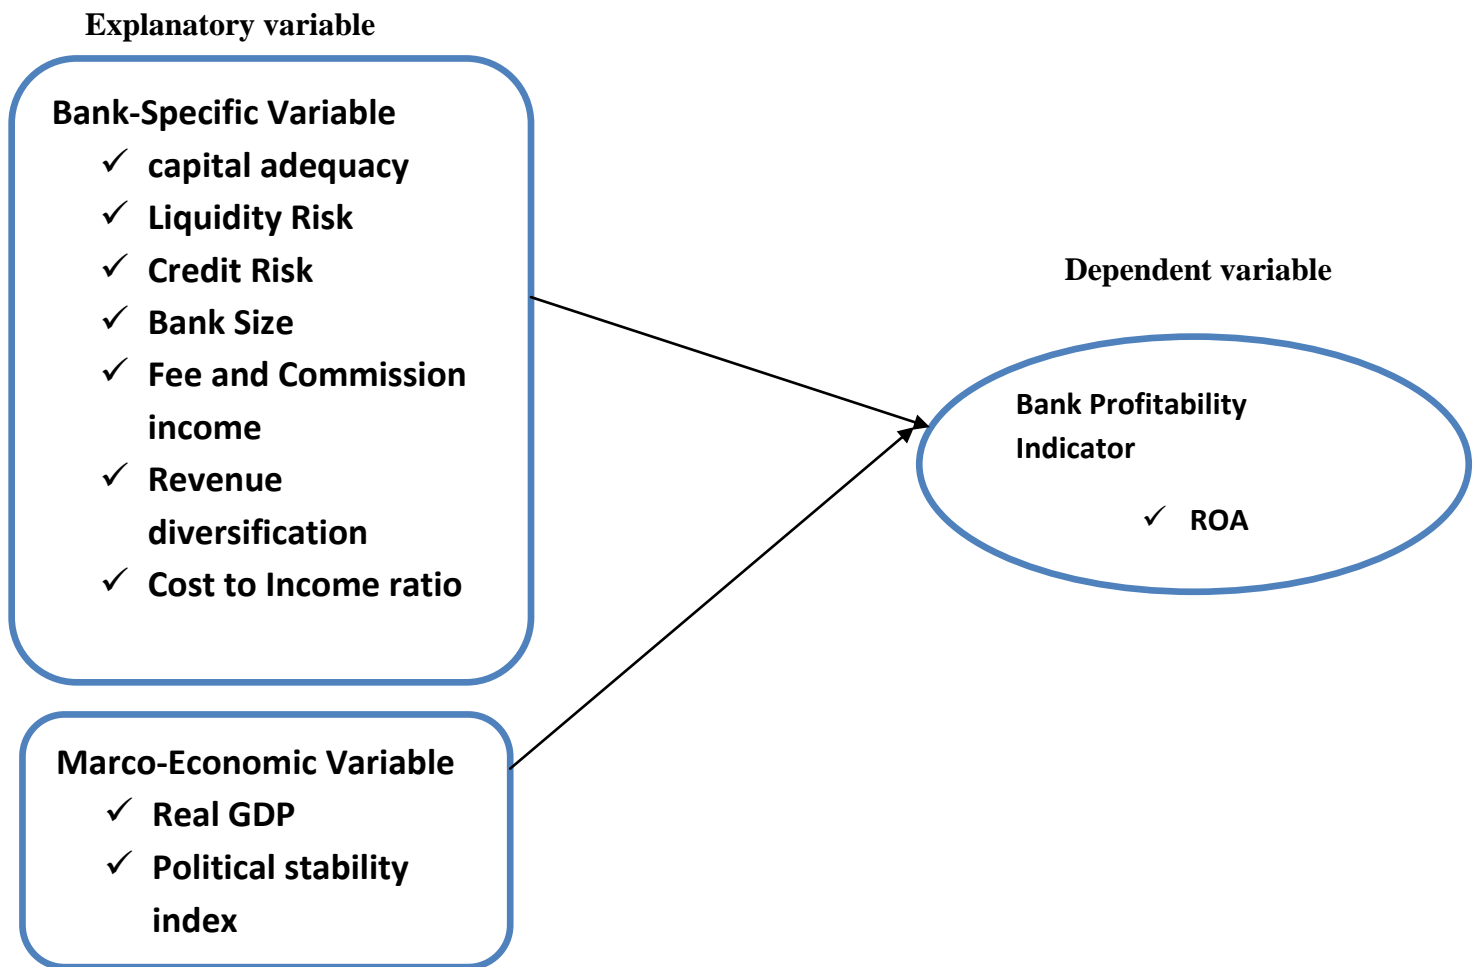 Explanatory variable
Bank-Specific Variable
✓ capital adequacy
✓ Liquidity Risk
✓ Credit Risk
✓ Bank Size
✓ Fee and Commission
income
✓ Revenue
diversification
✓ Cost to Income ratio
Marco-Economic Variable
✓ Real GDP
✓ Political stability
index
Dependent variable
Bank Profitability
Indicator
✓ ROA